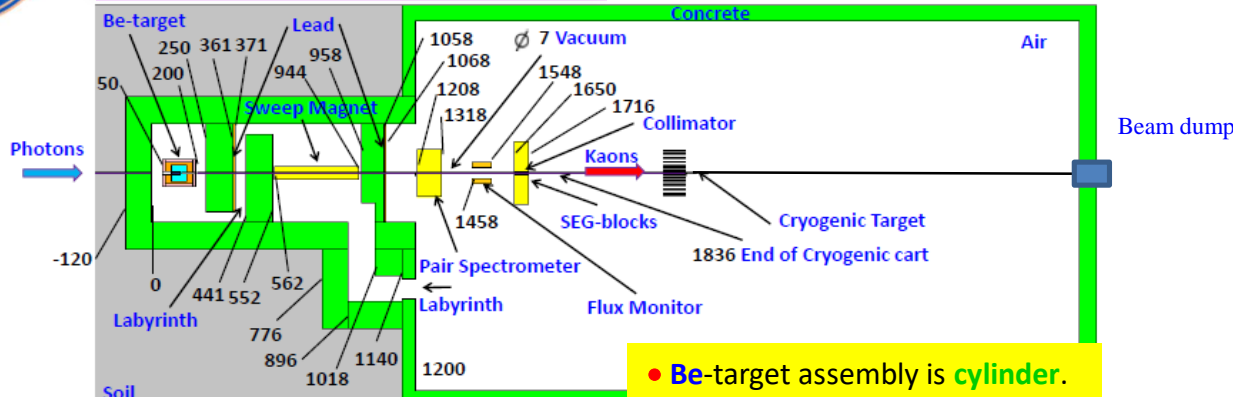 Concrete
Be-target
Lead
1058
Ø 7 Vacuum
Air
250
361
371
958
1068
1548
50
200
944
1208
1650
Sweep Magnet
1318
1716
Collimator
Beam dump
Photons
Kaons
1458
SEG-blocks
Cryogenic Target
-120
0
1836 End of Cryogenic cart
441
552
562
Pair Spectrometer
Labyrinth
Labyrinth
Flux Monitor
776
896
1018
1140
1200
• Be-target assembly is cylinder.
Soil